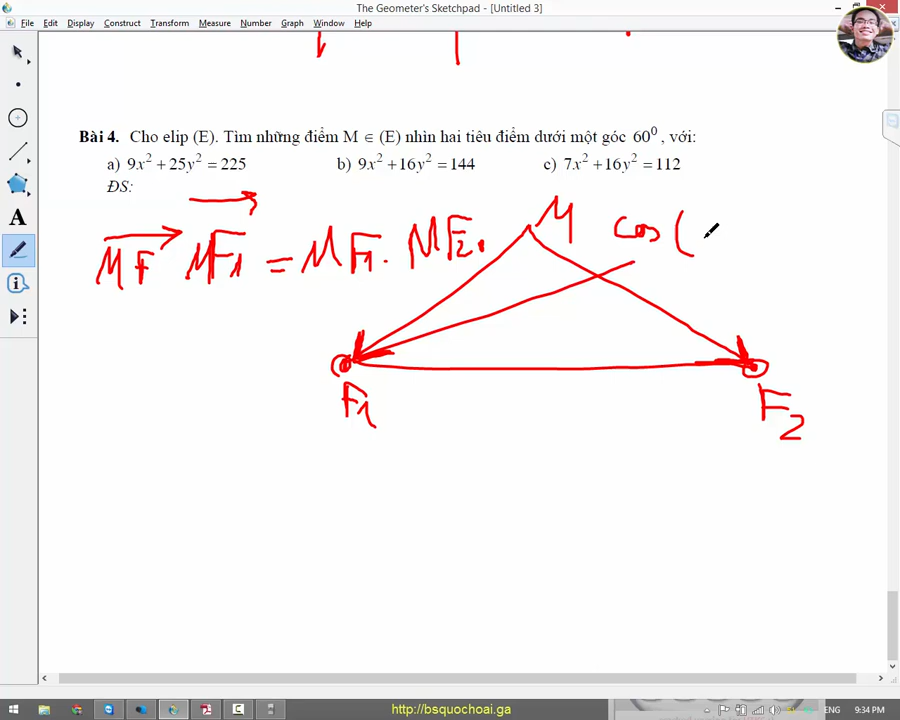 The Geometer's Sketchpad - [Untitled 3]
File Edit Display Construct Transform Measure Number Graph Window Help
Bài 4. Cho elip (E). Tìm những điểm M ∈ (E) nhìn hai tiêu điểm dưới một góc 60⁰, với:
a) 9x² + 25y² = 225 b) 9x² + 16y² = 144 c) 7x² + 16y² = 112
ĐS:
MF MF1 = MF1. MF2. M cos (
F1 F2
A
http://bsquochoai.ga ENG 9:34 PM